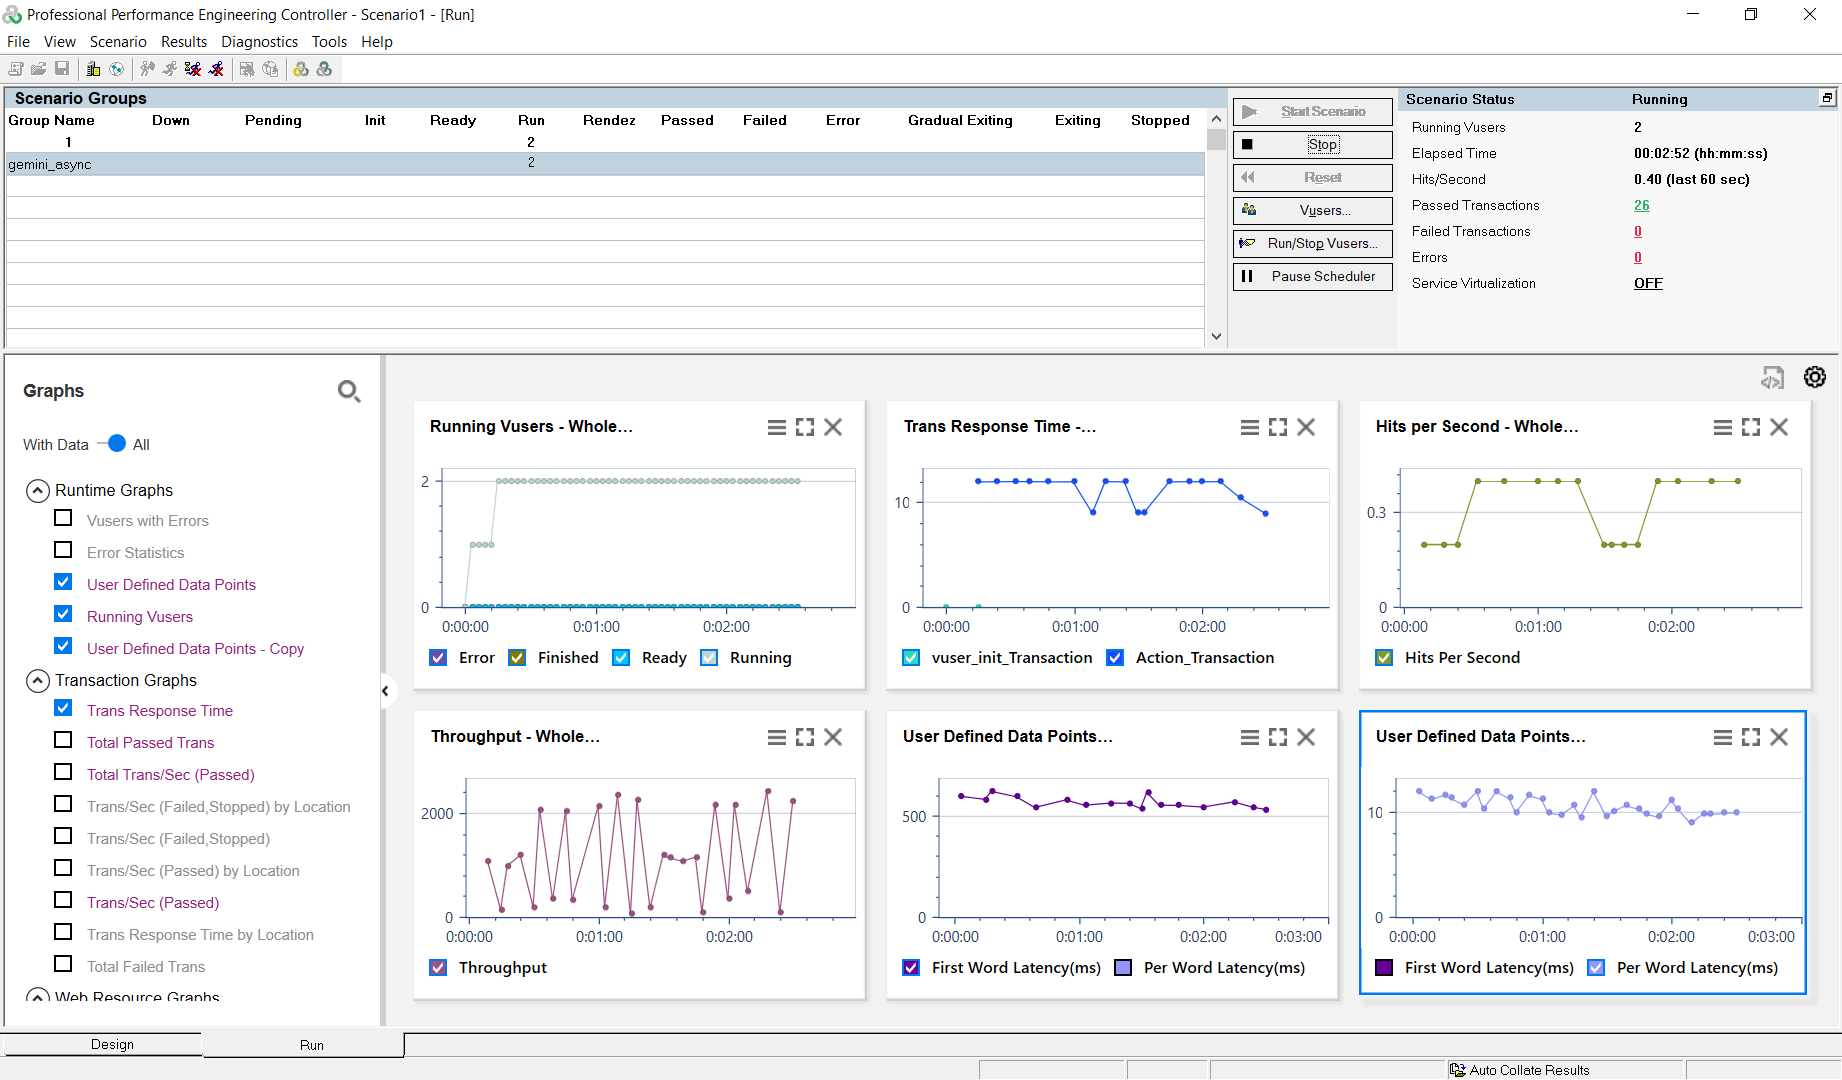 Professional Performance Engineering Controller - Scenario1 - [Run]
File View Scenario Results Diagnostics Tools Help
Scenario Groups
Group Name Down Pending Init Ready Run Rendez Passed Failed Error Gradual Exiting Exiting Stopped
1 2
gemini_async 2
Start Scenario
Stop
Reset
Vusers...
Run/Stop Vusers...
Pause Scheduler
Scenario Status Running
Running Vusers 2
Elapsed Time 00:02:52 (hh:mm:ss)
Hits/Second 0.40 (last 60 sec)
Passed Transactions 26
Failed Transactions 0
Errors 0
Service Virtualization OFF
Graphs
With Data All
Runtime Graphs
Vusers with Errors
Error Statistics
User Defined Data Points
Running Vusers
User Defined Data Points - Copy
Transaction Graphs
Trans Response Time
Total Passed Trans
Total Trans/Sec (Passed)
Trans/Sec (Failed,Stopped) by Location
Trans/Sec (Failed,Stopped)
Trans/Sec (Passed) by Location
Trans/Sec (Passed)
Trans Response Time by Location
Total Failed Trans
Web Resource Graphs
Running Vusers - Whole...
2
0
0:00:00 0:01:00 0:02:00
Error Finished Ready Running
Trans Response Time -...
10
0
0:00:00 0:01:00 0:02:00
vuser_init_Transaction Action_Transaction
Hits per Second - Whole...
0.3
0
0:00:00 0:01:00 0:02:00
Hits Per Second
Throughput - Whole...
2000
0
0:00:00 0:01:00 0:02:00
Throughput
User Defined Data Points...
500
0
0:00:00 0:01:00 0:02:00 0:03:00
First Word Latency(ms) Per Word Latency(ms)
User Defined Data Points...
10
0
0:00:00 0:01:00 0:02:00 0:03:00
First Word Latency(ms) Per Word Latency(ms)
Design Run
Auto Collate Results